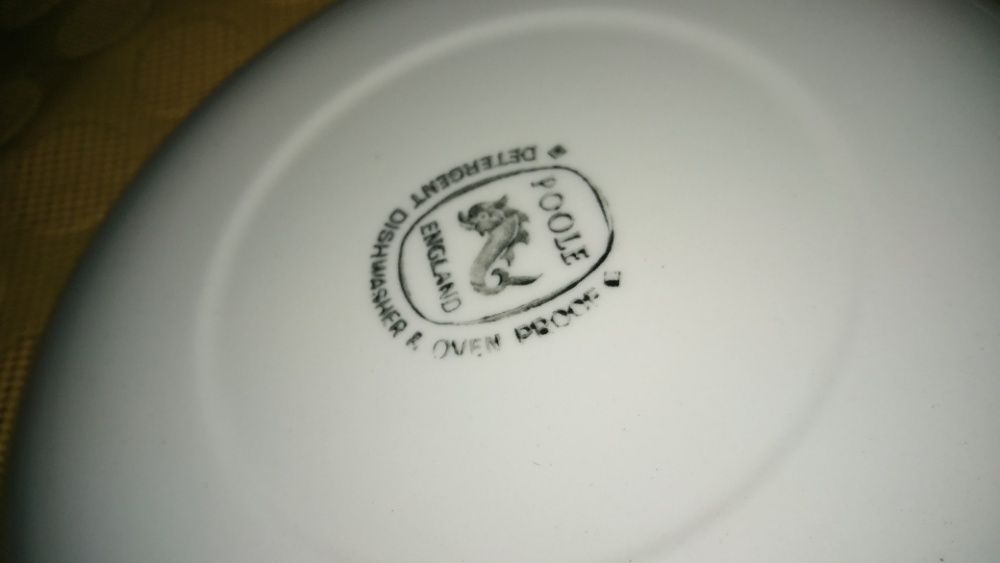 POOLE
ENGLAND
DETERGENT DISHWASHER & OVEN PROOF